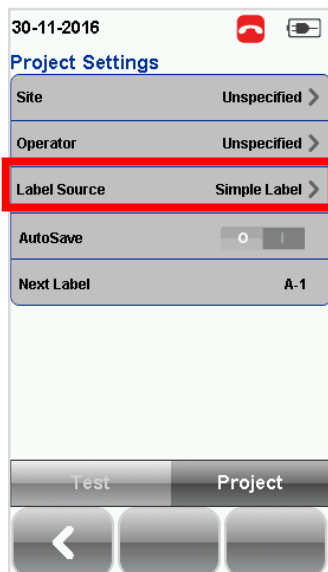 30-11-2016
Project Settings
Site Unspecified
Operator Unspecified
Label Source Simple Label
AutoSave O I
Next Label A-1
Test Project